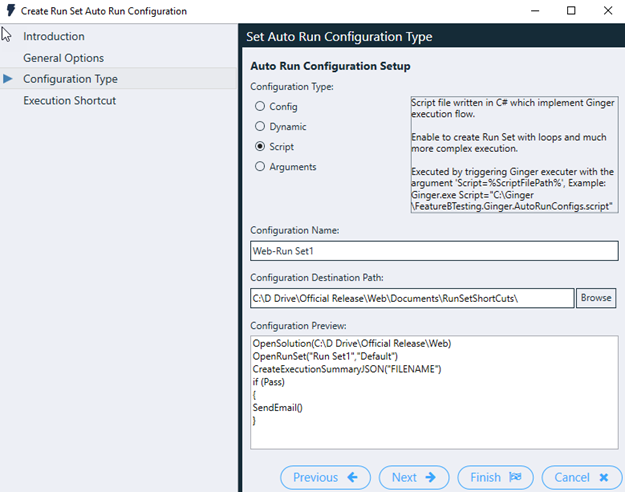 Create Run Set Auto Run Configuration
Introduction
General Options
Configuration Type
Execution Shortcut
Set Auto Run Configuration Type
Auto Run Configuration Setup
Configuration Type:
Config
Dynamic
Script
Arguments
Script file written in C# which implement Ginger
execution flow.
Enable to create Run Set with loops and much
more complex execution.
Executed by triggering Ginger executer with the
argument 'Script=%ScriptFilePath%', Example:
Ginger.exe Script="C:\Ginger
\FeatureBTesting.Ginger.AutoRunConfigs.script"
Configuration Name:
Web-Run Set1
Configuration Destination Path:
C:\D Drive\Official Release\Web\Documents\RunSetShortCuts\
Browse
Configuration Preview:
OpenSolution(C:\D Drive\Official Release\Web)
OpenRunSet("Run Set1","Default")
CreateExecutionSummaryJSON("FILENAME")
if (Pass)
{
SendEmail()
}
Previous
Next
Finish
Cancel